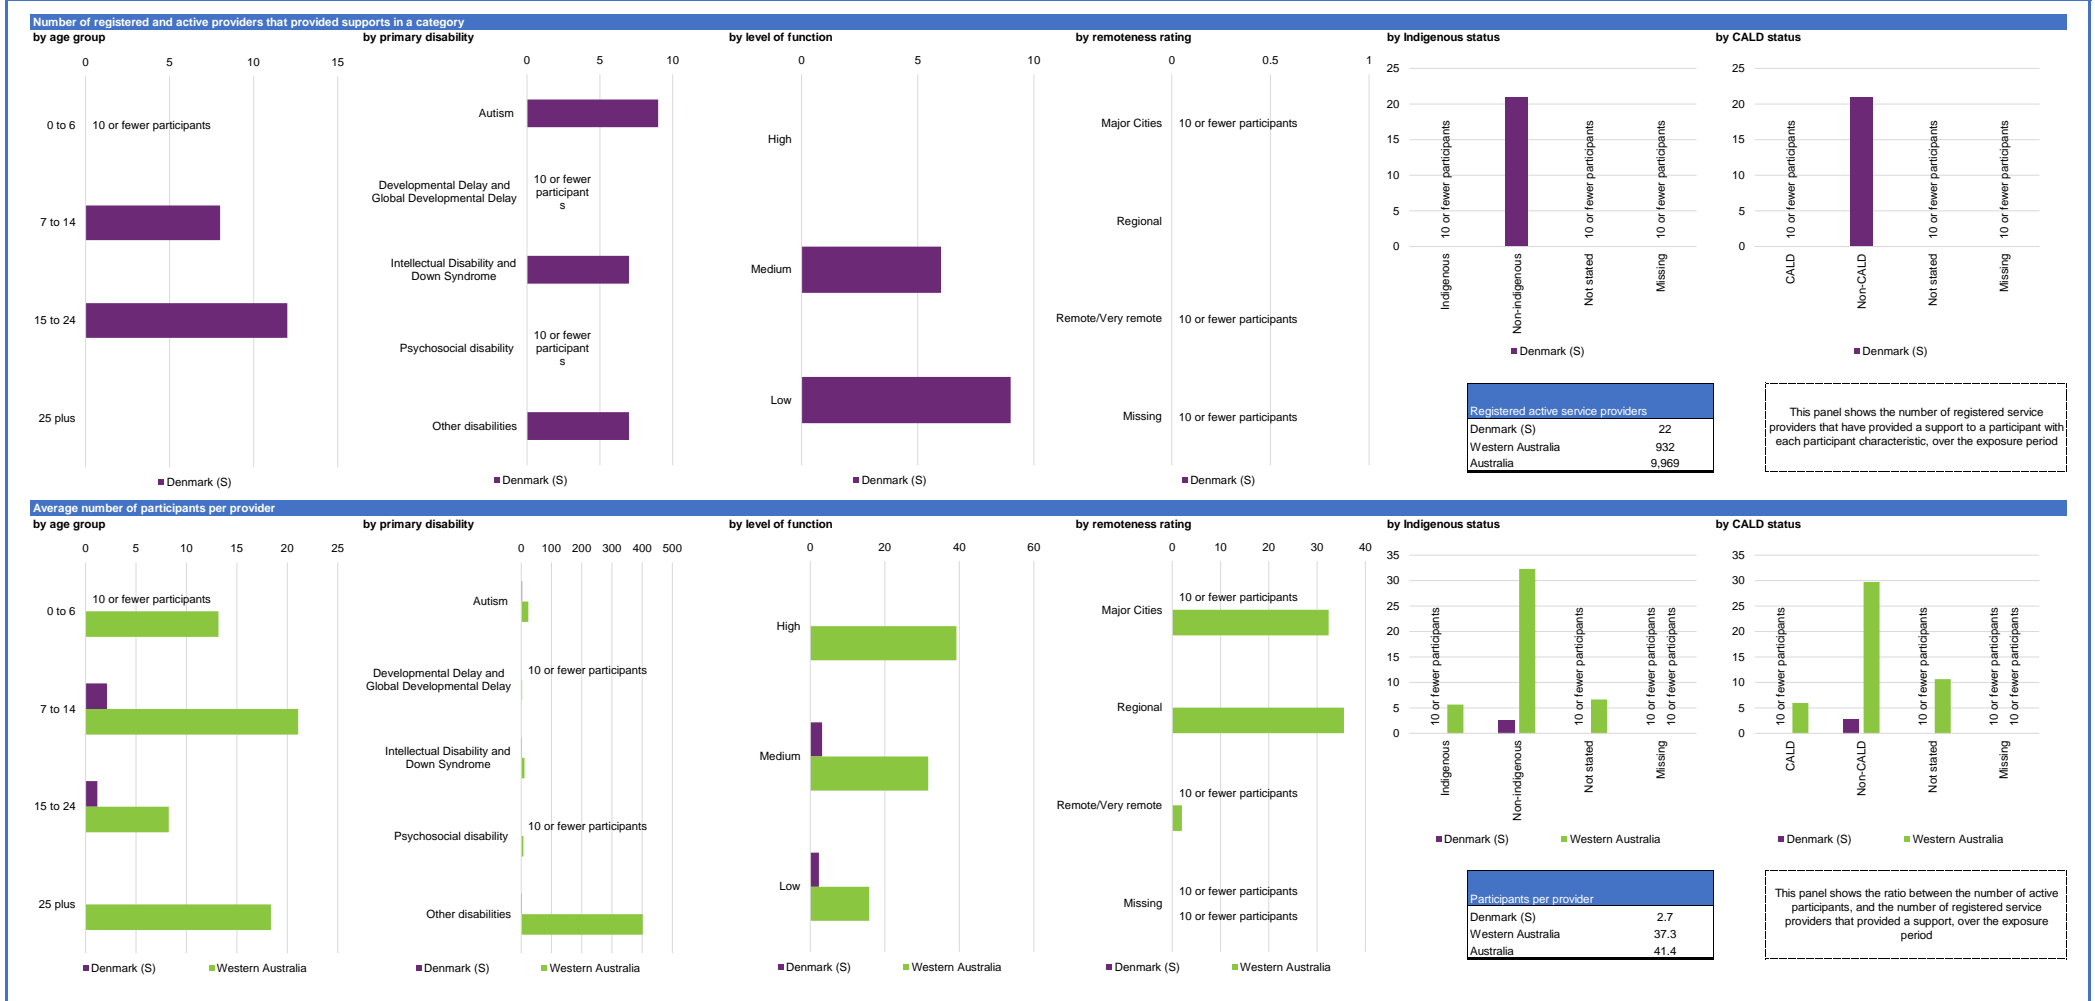 Number of registered and active providers that provided supports in a category
by age group
0 5 10 15
0 to 6 10 or fewer participants
7 to 14
15 to 24
25 plus
Denmark (S)
by primary disability
0 5 10
Autism
Developmental Delay and
Global Developmental Delay
10 or fewer
participant
s
Intellectual Disability and
Down Syndrome
Psychosocial disability
10 or fewer
participant
s
Other disabilities
Denmark (S)
by level of function
0 5 10
High
Medium
Low
Denmark (S)
by remoteness rating
0 0.5 1
Major Cities 10 or fewer participants
Regional
Remote/Very remote 10 or fewer participants
Missing 10 or fewer participants
Denmark (S)
by Indigenous status
25
20
15
10
5
0
10 or fewer participants
10 or fewer participants
10 or fewer participants
Indigenous
Non-indigenous
Not stated
Missing
Denmark (S)
by CALD status
25
20
15
10
5
0
10 or fewer participants
10 or fewer participants
10 or fewer participants
CALD
Non-CALD
Not stated
Missing
Denmark (S)
Registered active service providers
Denmark (S) 22
Western Australia 932
Australia 9,969
This panel shows the number of registered service
providers that have provided a support to a participant with
each participant characteristic, over the exposure period
Average number of participants per provider
by age group
0 5 10 15 20 25
0 to 6 10 or fewer participants
7 to 14
15 to 24
25 plus
Denmark (S) Western Australia
by primary disability
0 100 200 300 400 500
Autism
Developmental Delay and
Global Developmental Delay
10 or fewer participants
Intellectual Disability and
Down Syndrome
Psychosocial disability
10 or fewer participants
Other disabilities
Denmark (S) Western Australia
by level of function
0 20 40 60
High
Medium
Low
Denmark (S) Western Australia
by remoteness rating
0 10 20 30 40
Major Cities
10 or fewer participants
Regional
Remote/Very remote
10 or fewer participants
Missing
10 or fewer participants
10 or fewer participants
Denmark (S) Western Australia
by Indigenous status
35
30
25
20
15
10
5
0
10 or fewer participants
10 or fewer participants
10 or fewer participants
10 or fewer participants
Indigenous
Non-indigenous
Not stated
Missing
Denmark (S) Western Australia
by CALD status
35
30
25
20
15
10
5
0
10 or fewer participants
10 or fewer participants
10 or fewer participants
10 or fewer participants
CALD
Non-CALD
Not stated
Missing
Denmark (S) Western Australia
Participants per provider
Denmark (S) 2.7
Western Australia 37.3
Australia 41.4
This panel shows the ratio between the number of active
participants, and the number of registered service
providers that provided a support, over the exposure
period